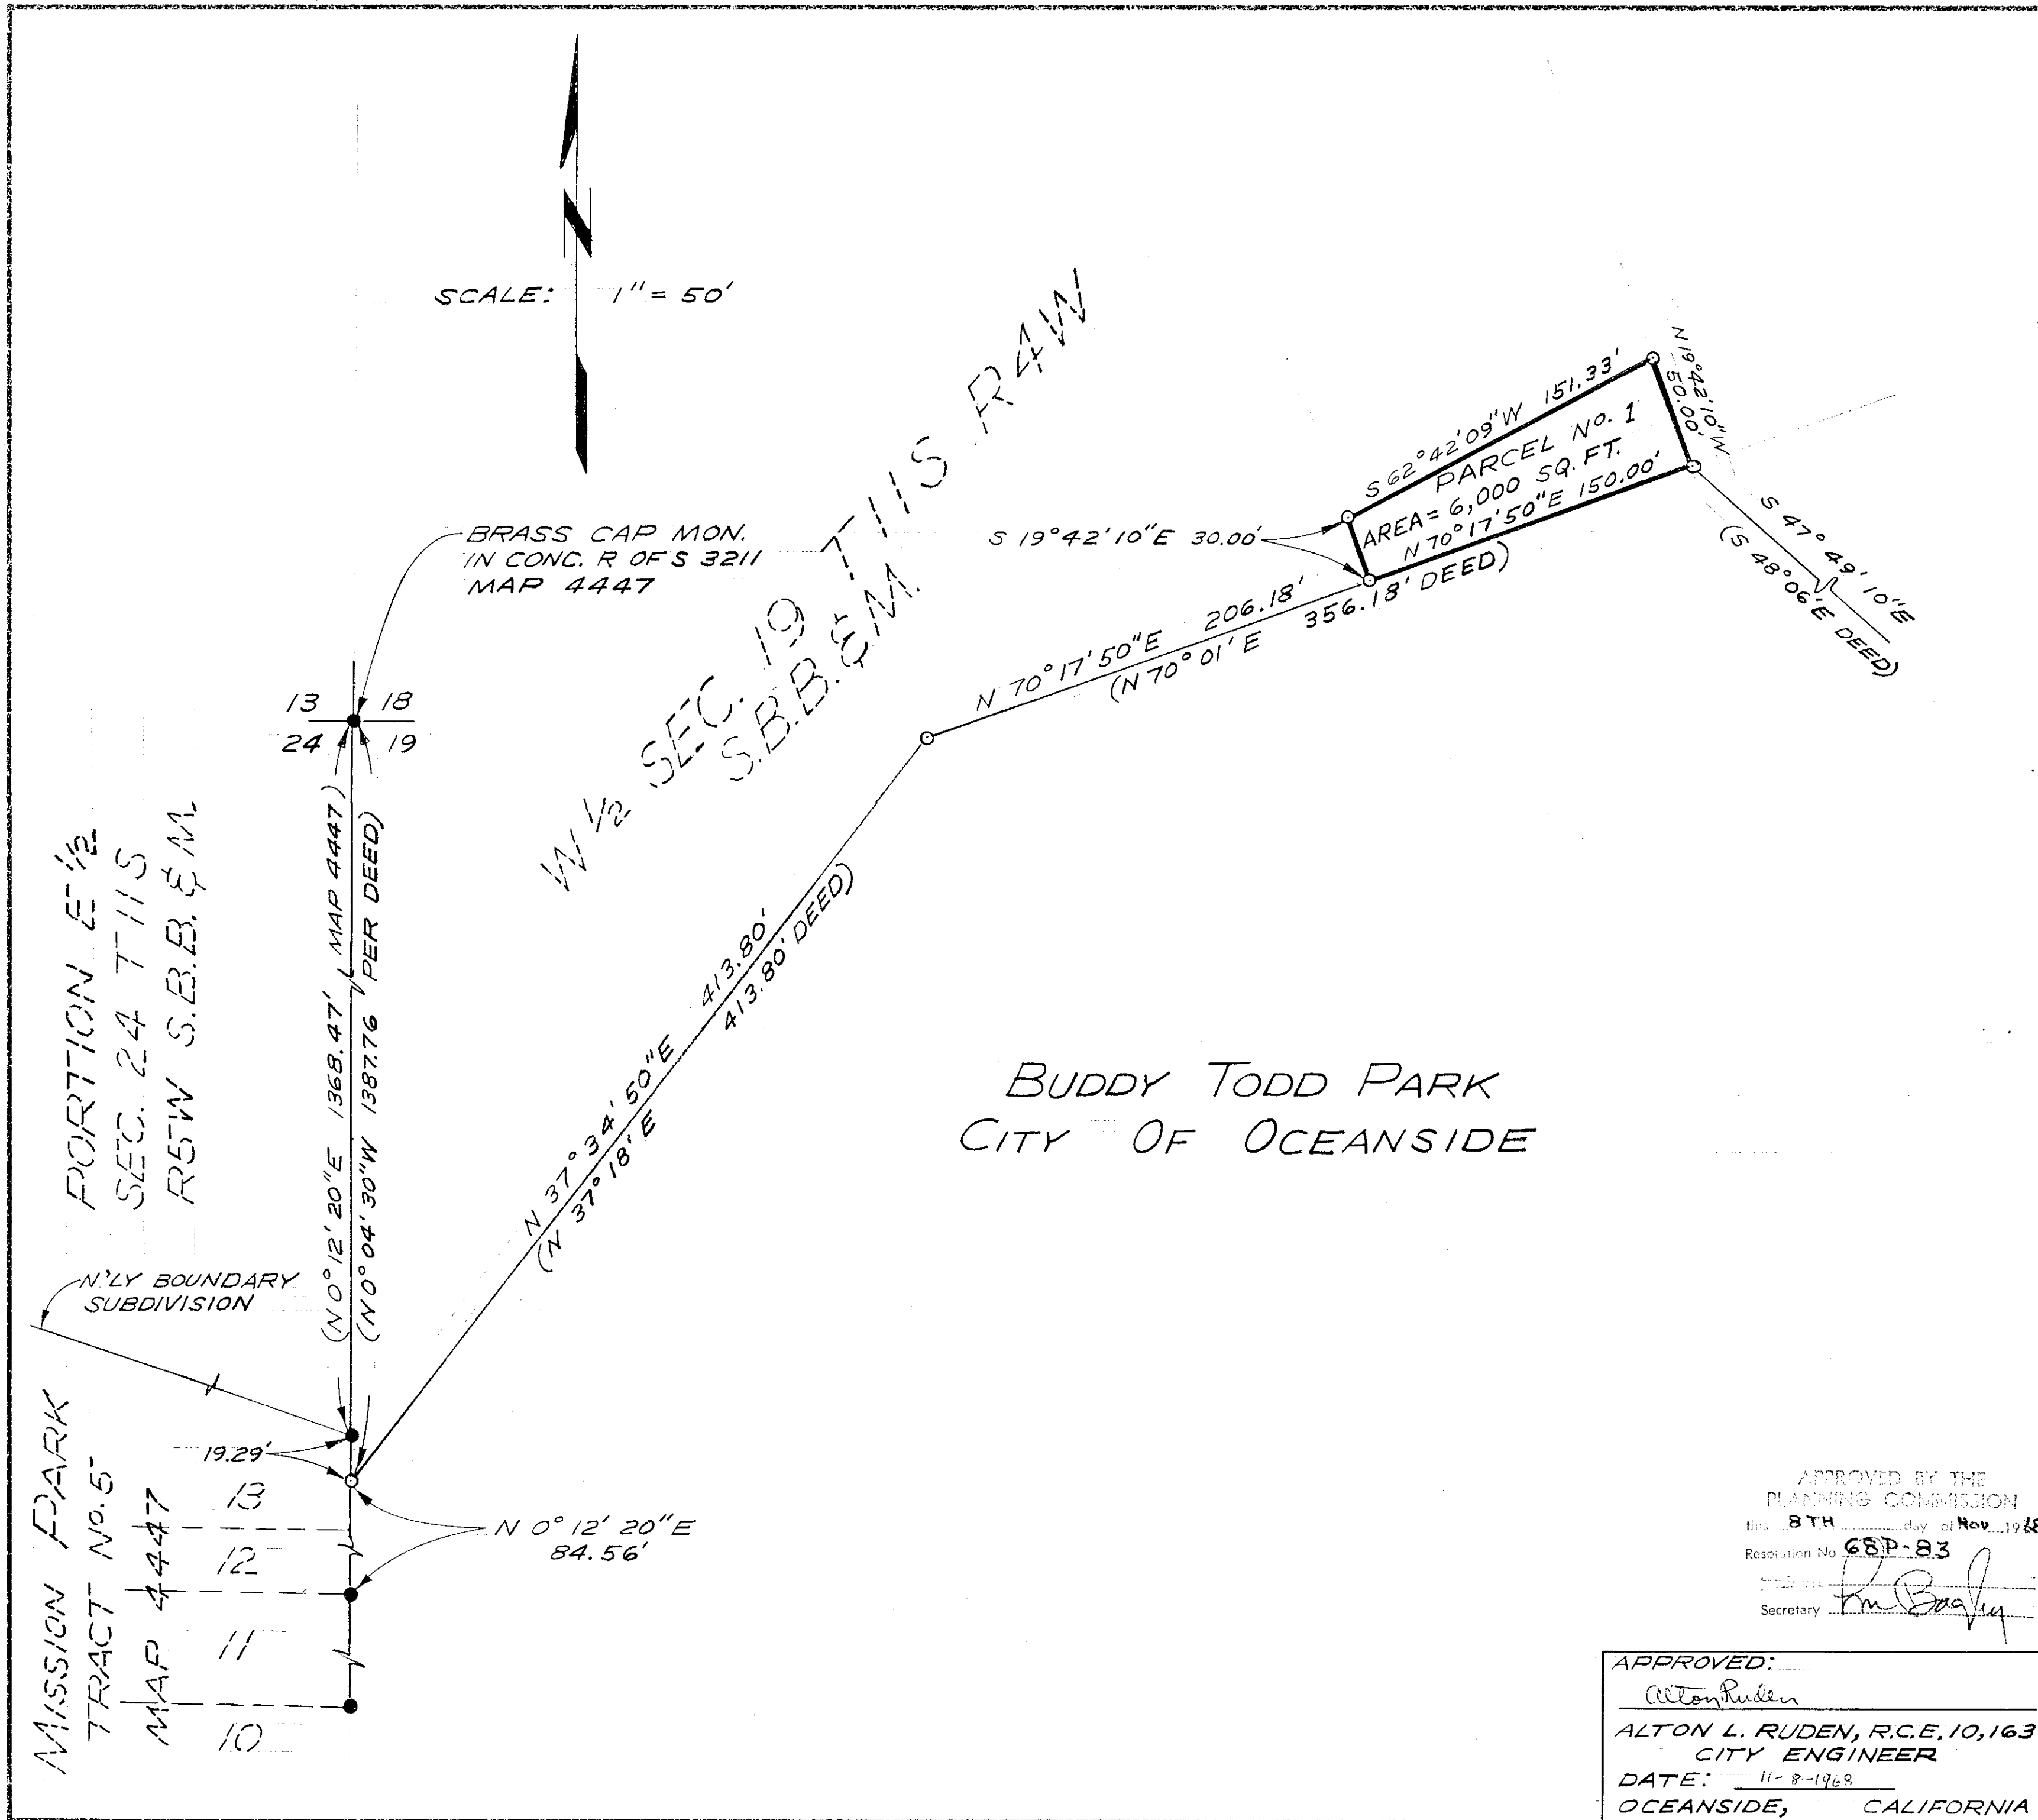 N
SCALE: 1" = 50'
BRASS CAP MON.
IN CONC. R OF S 3211
MAP 4447
13 18
24 19
W 1/2 SEC. 19 T11S R4W
S.B.B. & M.
S 62°42'09"W 151.33'
N 19°42'10"W
50.00'
PARCEL NO. 1
AREA = 6,000 SQ. FT.
N 70°17'50"E 150.00'
S 19°42'10"E 30.00'
S 47°49'10"E
(S 48°06'E DEED)
N 70°17'50"E 206.18'
(N 70°01'E 356.18' DEED)
PORTION E 1/2
SEC. 24 T11S
R5W S.B.B. & M.
(N 0°12'20"E 1368.47' MAP 4447)
(N 0°04'30"W 1387.76 PER DEED)
N 37°34'50"E 413.80'
(N 37°18'E 413.80' DEED)
BUDDY TODD PARK
CITY OF OCEANSIDE
N'LY BOUNDARY
SUBDIVISION
19.29'
MISSION PARK
TRACT NO. 5
MAP 4447
13
12
11
10
N 0°12'20"E
84.56'
APPROVED BY THE
PLANNING COMMISSION
this 8TH day of Nov 1968
Resolution No 68P-83
Secretary
APPROVED:
Alton Ruden
ALTON L. RUDEN, R.C.E. 10,163
CITY ENGINEER
DATE: 11-8-1968
OCEANSIDE, CALIFORNIA